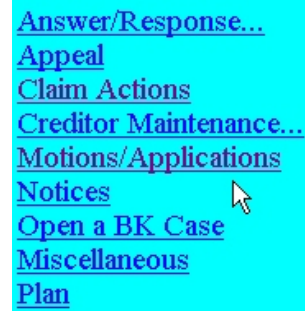 Answer/Response...
Appeal
Claim Actions
Creditor Maintenance...
Motions/Applications
Notices
Open a BK Case
Miscellaneous
Plan